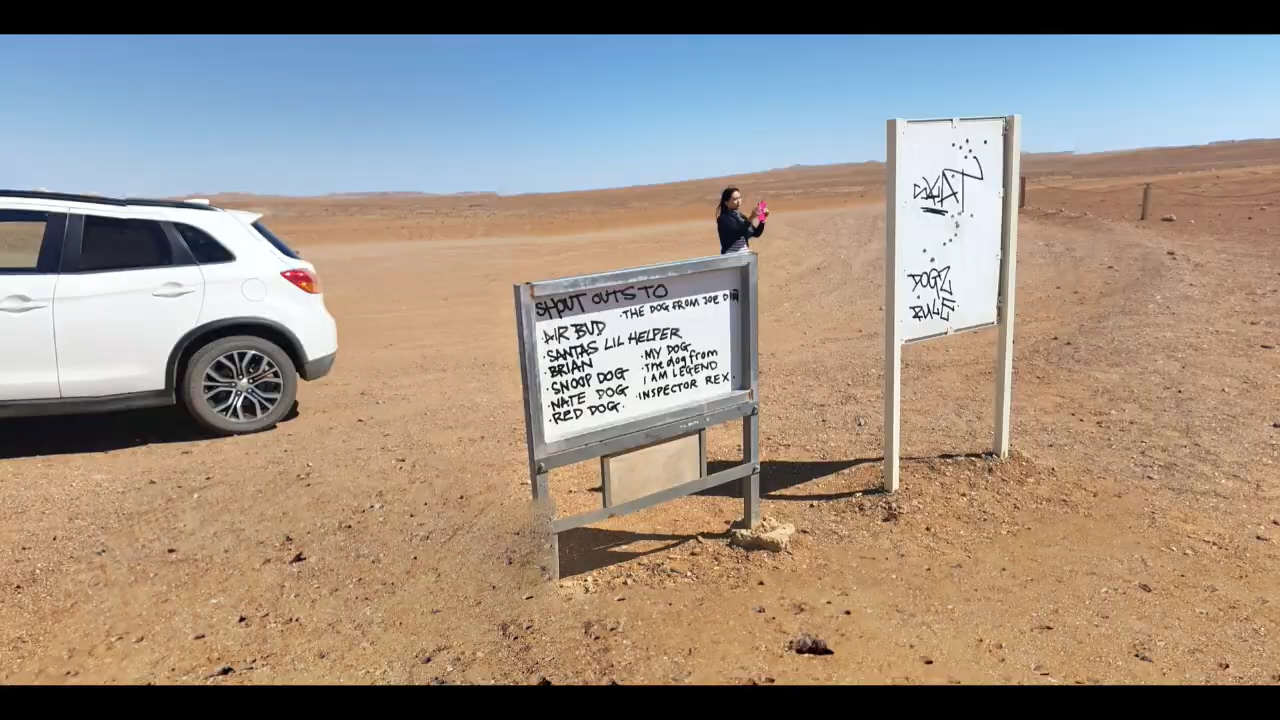 SHOUT OUTS TO
· THE DOG FROM JOE DIRT
· AIR BUD
· SANTAS LIL HELPER
· BRIAN
· SNOOP DOG
· NATE DOG
· RED DOG.
· MY DOG
· The dog from
I AM LEGEND
· INSPECTOR REX.
SKAT
DOGZ
RULE